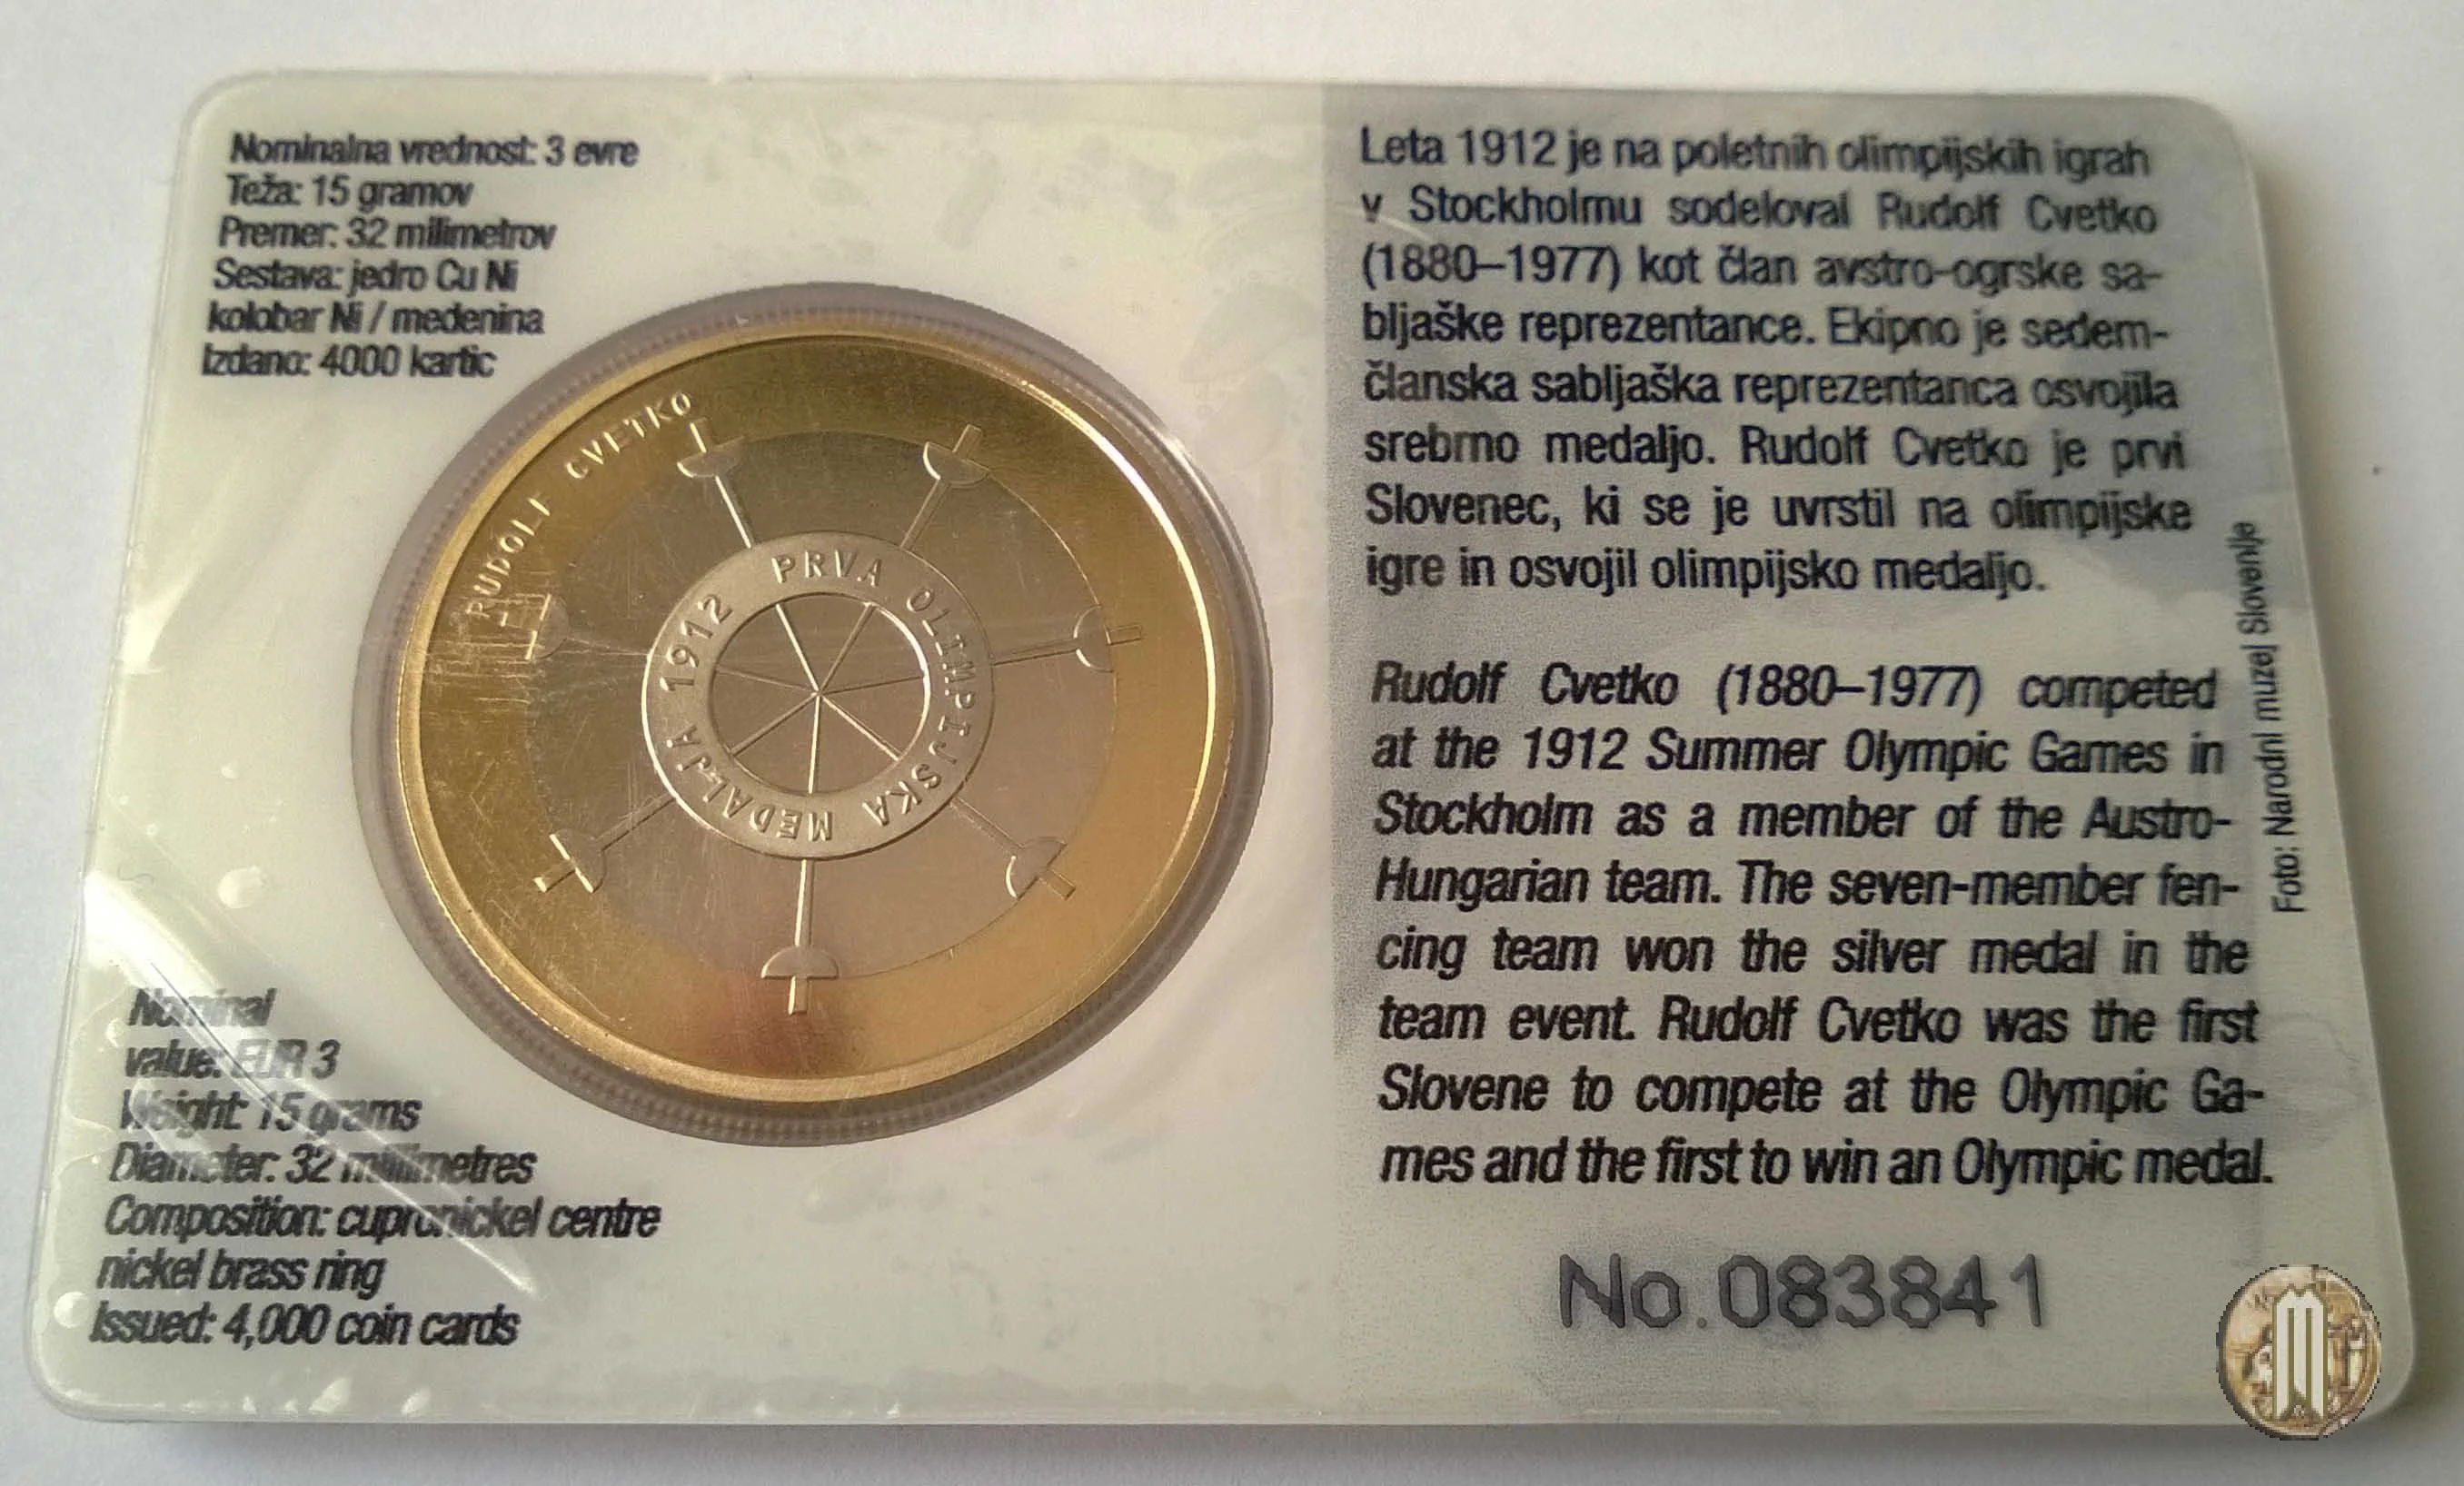 Nominalna vrednost: 3 evre
Teža: 15 gramov
Premer: 32 milimetrov
Sestava: jedro Cu Ni
kolobar Ni / medenina
Izdano: 4000 kartic
RUDOLF CVETKO
PRVA OLIMPIJSKA MEDALJA 1912
Nominal
value: EUR 3
Weight: 15 grams
Diameter: 32 millimetres
Composition: cupronickel centre
nickel brass ring
Issued: 4,000 coin cards
Leta 1912 je na poletnih olimpijskih igrah
v Stockholmu sodeloval Rudolf Cvetko
(1880–1977) kot član avstro-ogrske sa-
bljaške reprezentance. Ekipno je sedem-
članska sabljaška reprezentanca osvojila
srebrno medaljo. Rudolf Cvetko je prvi
Slovenec, ki se je uvrstil na olimpijske
igre in osvojil olimpijsko medaljo.
Rudolf Cvetko (1880–1977) competed
at the 1912 Summer Olympic Games in
Stockholm as a member of the Austro-
Hungarian team. The seven-member fen-
cing team won the silver medal in the
team event. Rudolf Cvetko was the first
Slovene to compete at the Olympic Ga-
mes and the first to win an Olympic medal.
Foto: Narodni muzej Slovenije
No.083841
M